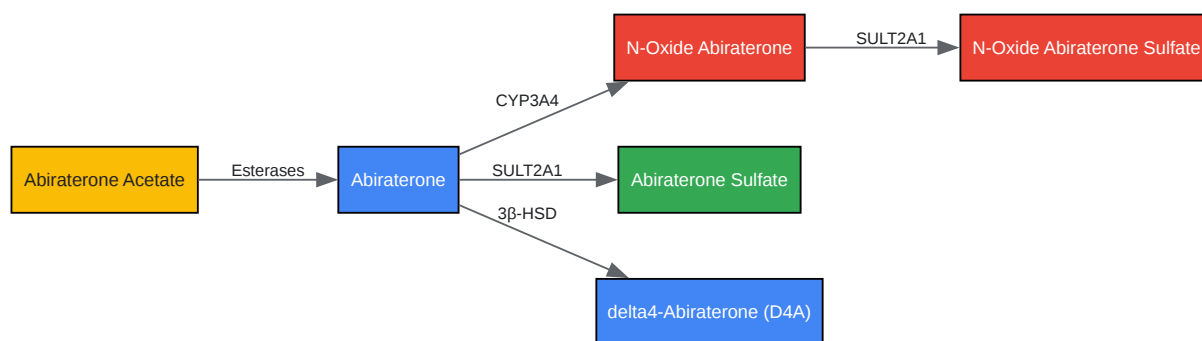 N-Oxide Abiraterone
SULT2A1
N-Oxide Abiraterone Sulfate
CYP3A4
Abiraterone Acetate
Esterases
Abiraterone
SULT2A1
Abiraterone Sulfate
3β-HSD
delta4-Abiraterone (D4A)